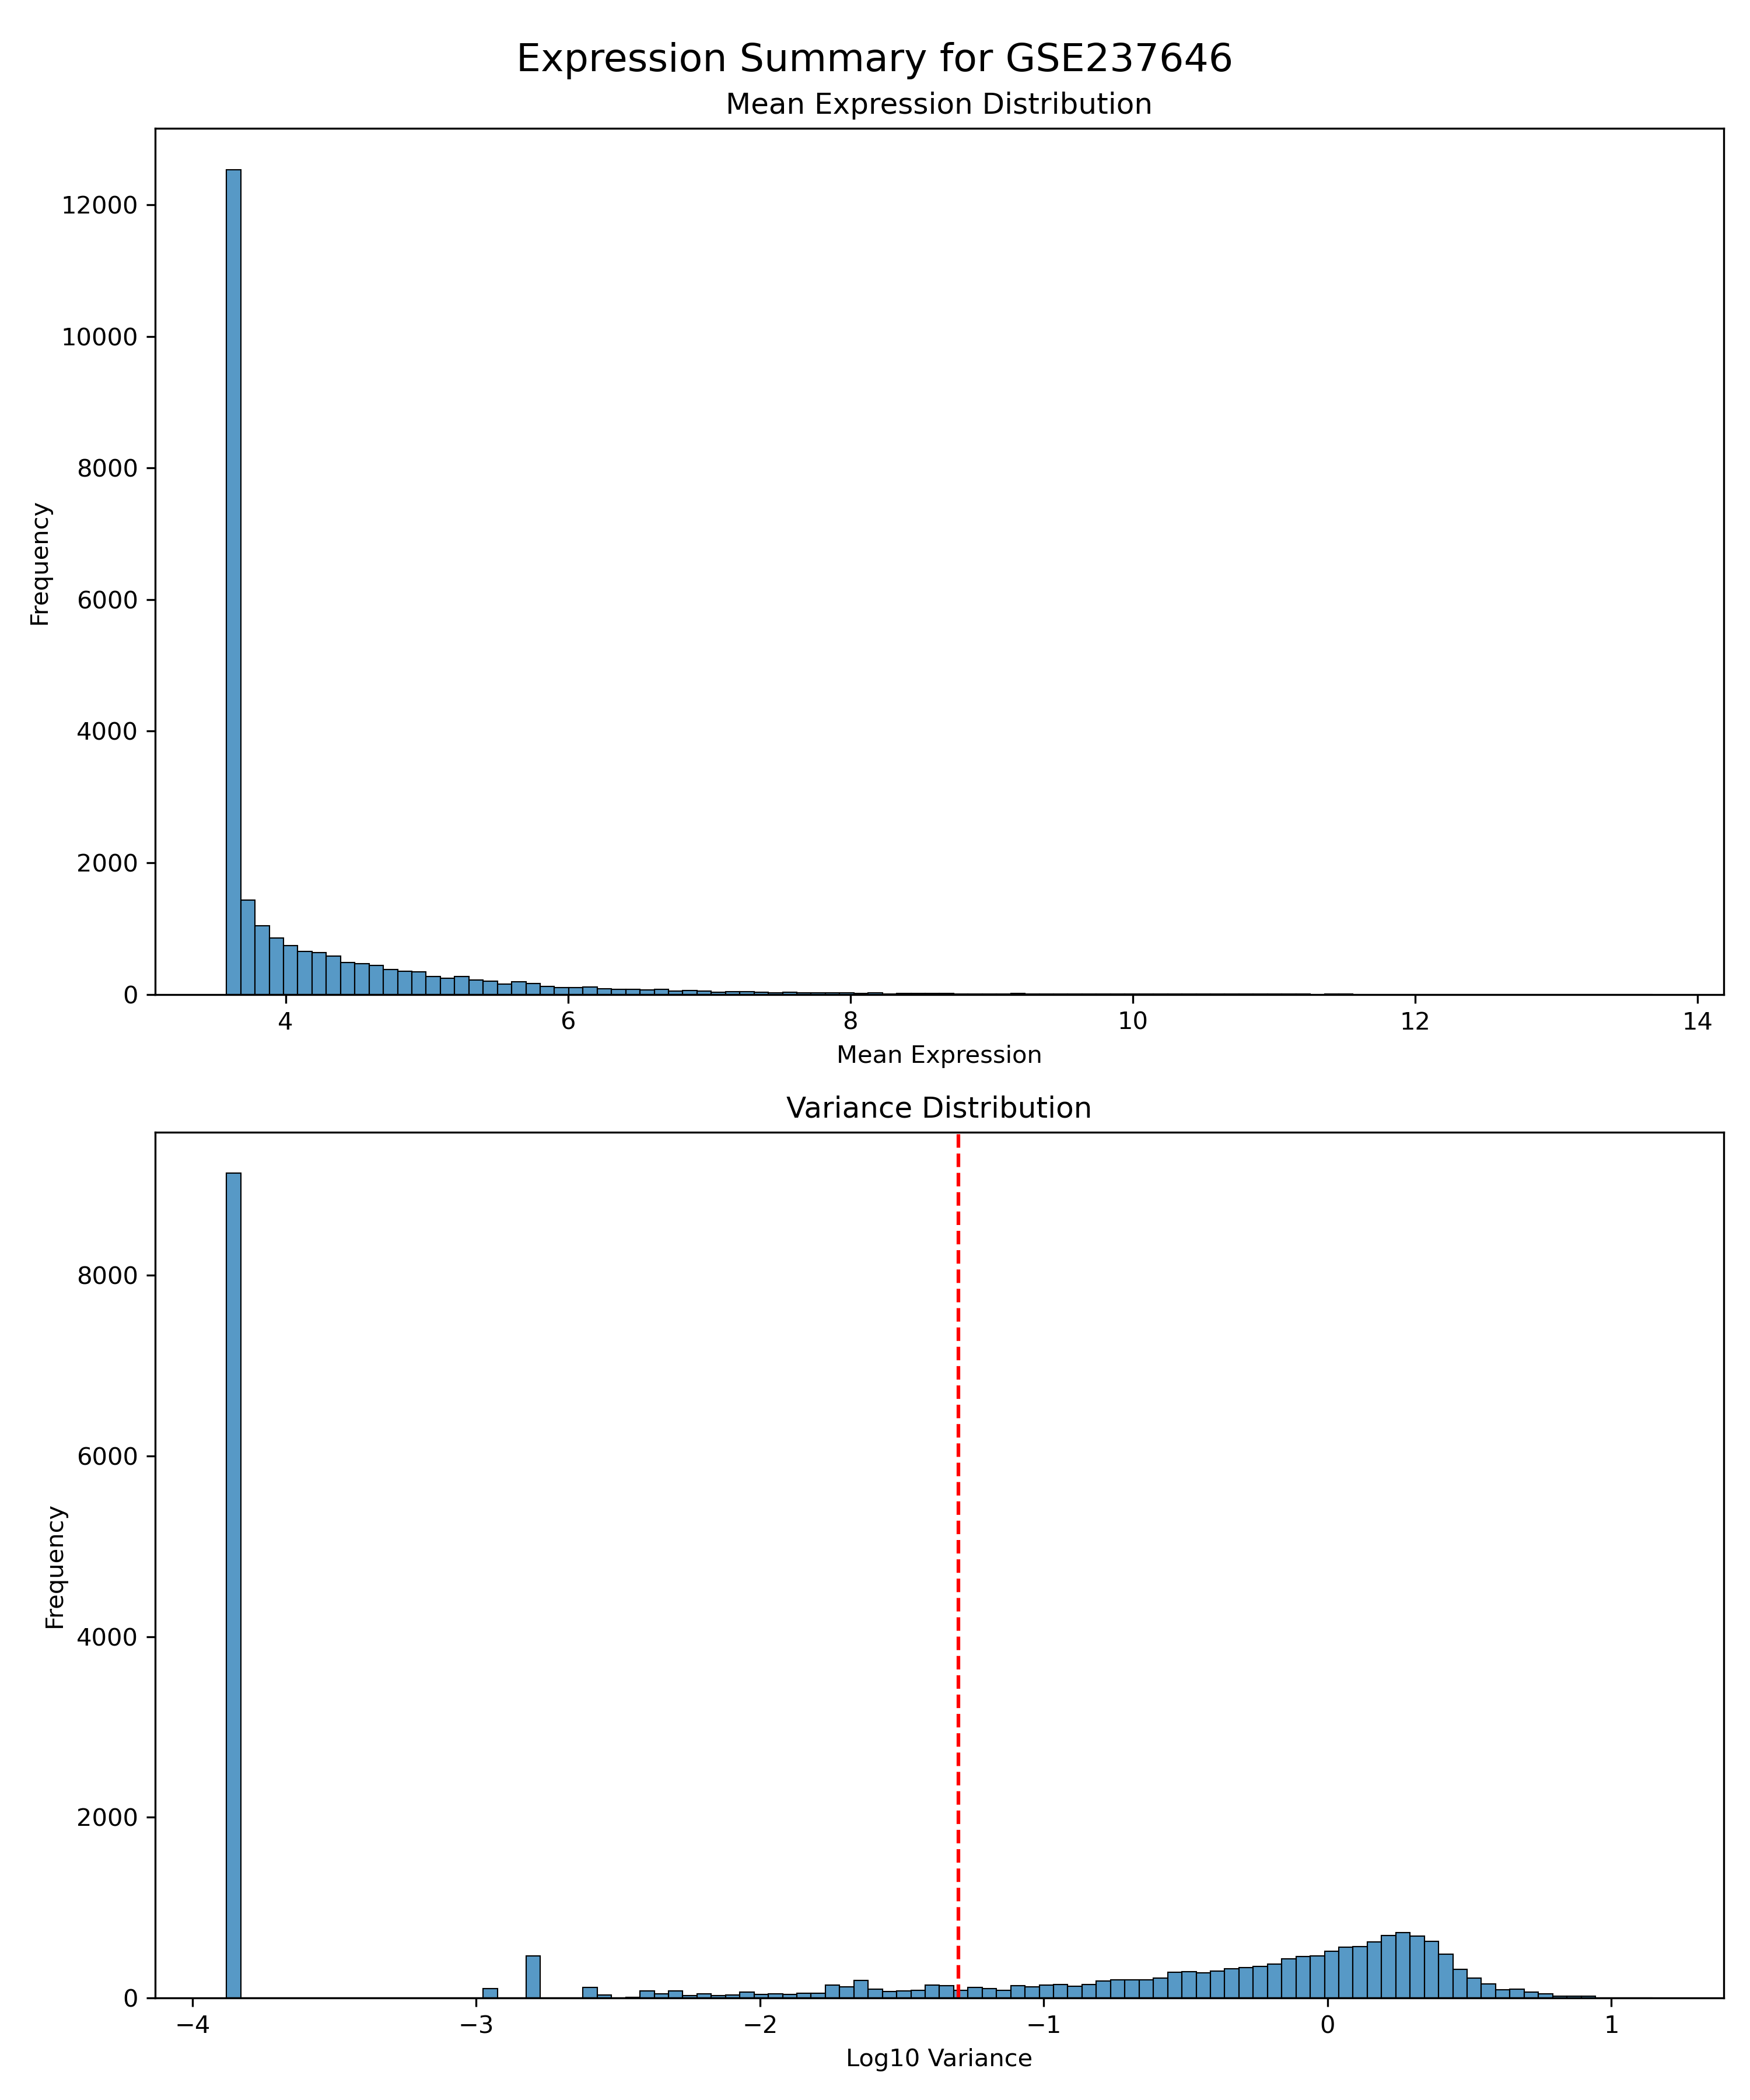 Expression Summary for GSE237646
Mean Expression Distribution
12000
10000
8000
6000
4000
2000
0
Frequency
4 6 8 10 12 14
Mean Expression
Variance Distribution
8000
6000
4000
2000
0
Frequency
−4 −3 −2 −1 0 1
Log10 Variance